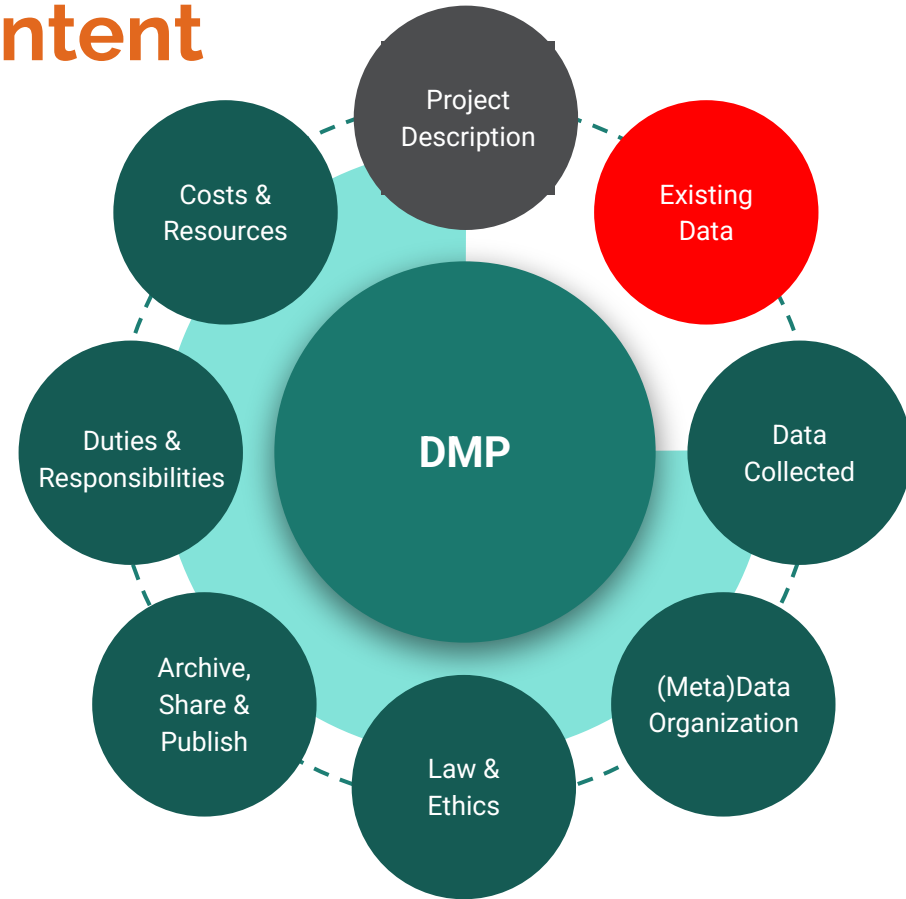 ntent
Project
Description
Existing
Data
Data
Collected
(Meta)Data
Organization
Law &
Ethics
Archive,
Share &
Publish
Duties &
Responsibilities
Costs &
Resources
DMP